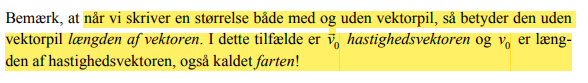 Bemærk, at når vi skriver en størrelse både med og uden vektorpil, så betyder den uden
vektorpil længden af vektoren. I dette tilfælde er v⃗₀ hastighedsvektoren og v₀ er læng-
den af hastighedsvektoren, også kaldet farten!